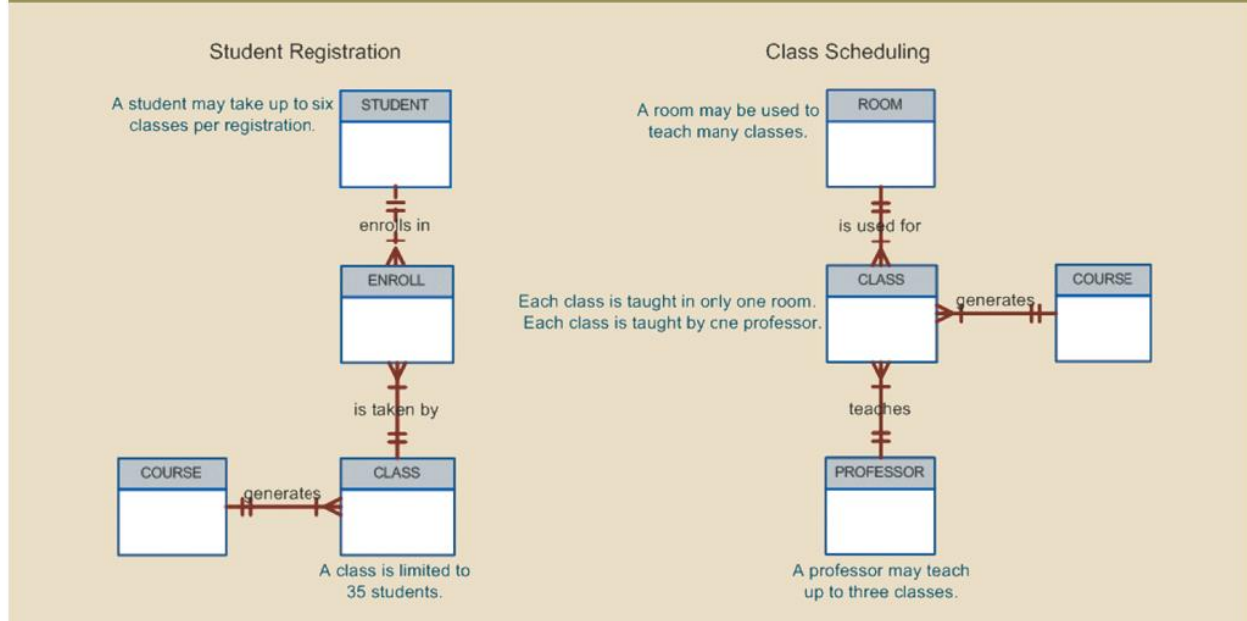 Student Registration
A student may take up to six
classes per registration.
STUDENT
enrolls in
ENROLL
is taken by
COURSE
generates
CLASS
A class is limited to
35 students.
Class Scheduling
A room may be used to
teach many classes.
ROOM
is used for
Each class is taught in only one room.
Each class is taught by one professor.
CLASS
generates
COURSE
teaches
PROFESSOR
A professor may teach
up to three classes.